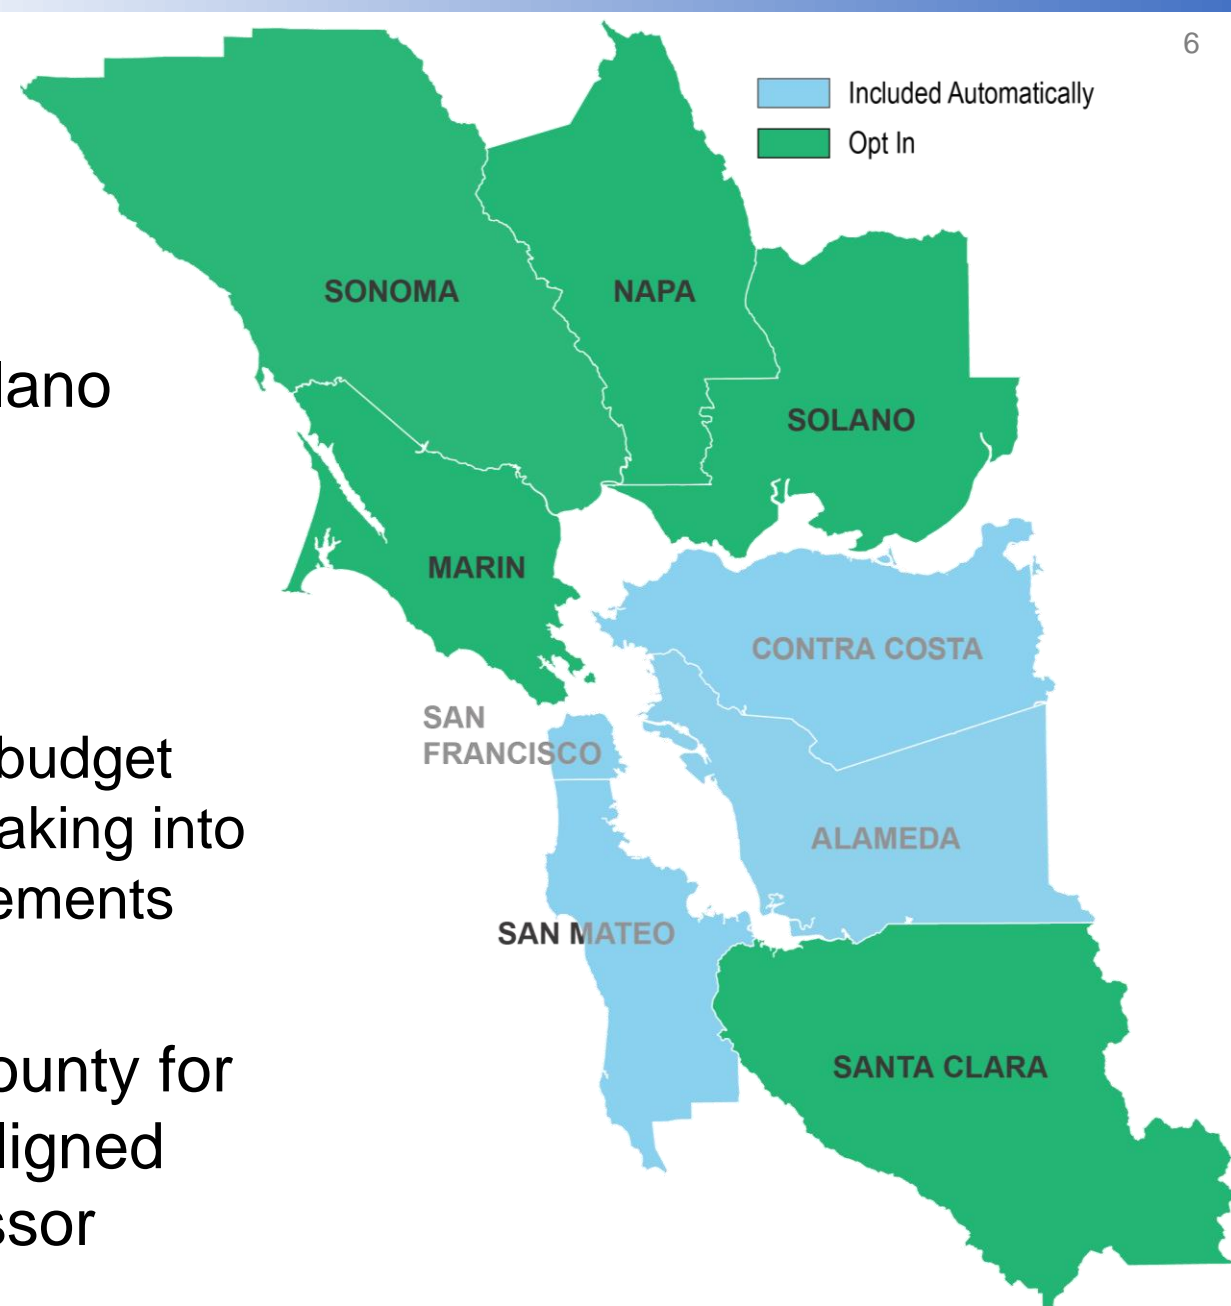 6
Included Automatically
Opt In
SONOMA
NAPA
lano
SOLANO
MARIN
CONTRA COSTA
SAN
FRANCISCO
budget
aking into
ALAMEDA
ements
SAN MATEO
ounty for
SANTA CLARA
ligned
ssor